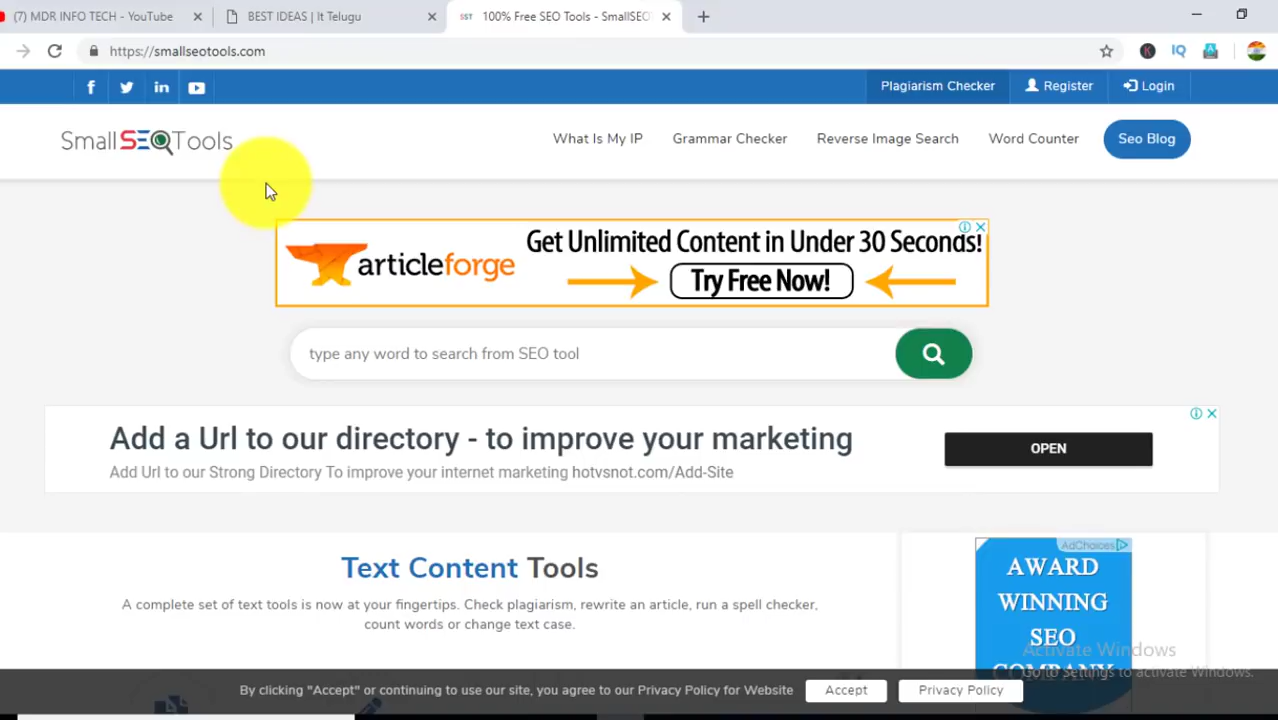 (7) MDR INFO TECH - YouTube
BEST IDEAS | It Telugu
SST 100% Free SEO Tools - SmallSEO
https://smallseotools.com
K
IQ
Plagiarism Checker
Register
Login
SmallSEOTools
What Is My IP
Grammar Checker
Reverse Image Search
Word Counter
Seo Blog
articleforge
Get Unlimited Content in Under 30 Seconds!
Try Free Now!
type any word to search from SEO tool
Add a Url to our directory - to improve your marketing
Add Url to our Strong Directory To improve your internet marketing hotvsnot.com/Add-Site
OPEN
Text Content Tools
A complete set of text tools is now at your fingertips. Check plagiarism, rewrite an article, run a spell checker,
count words or change text case.
AdChoices
AWARD
WINNING
SEO
COMPANY
Activate Windows
Go to Settings to activate Windows.
By clicking "Accept" or continuing to use our site, you agree to our Privacy Policy for Website
Accept
Privacy Policy